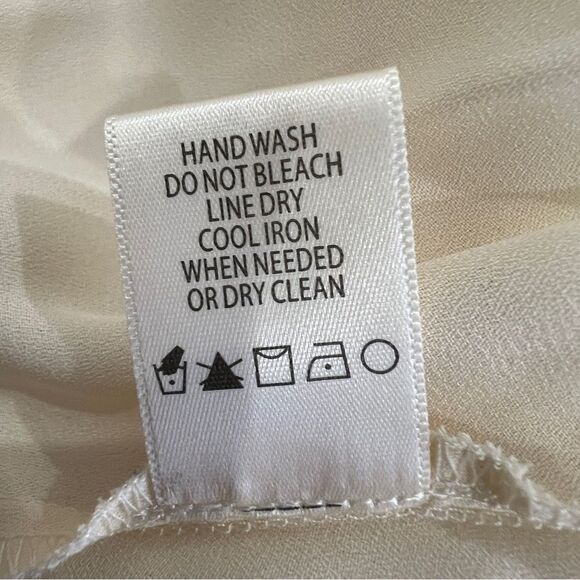 HAND WASH
DO NOT BLEACH
LINE DRY
COOL IRON
WHEN NEEDED
OR DRY CLEAN